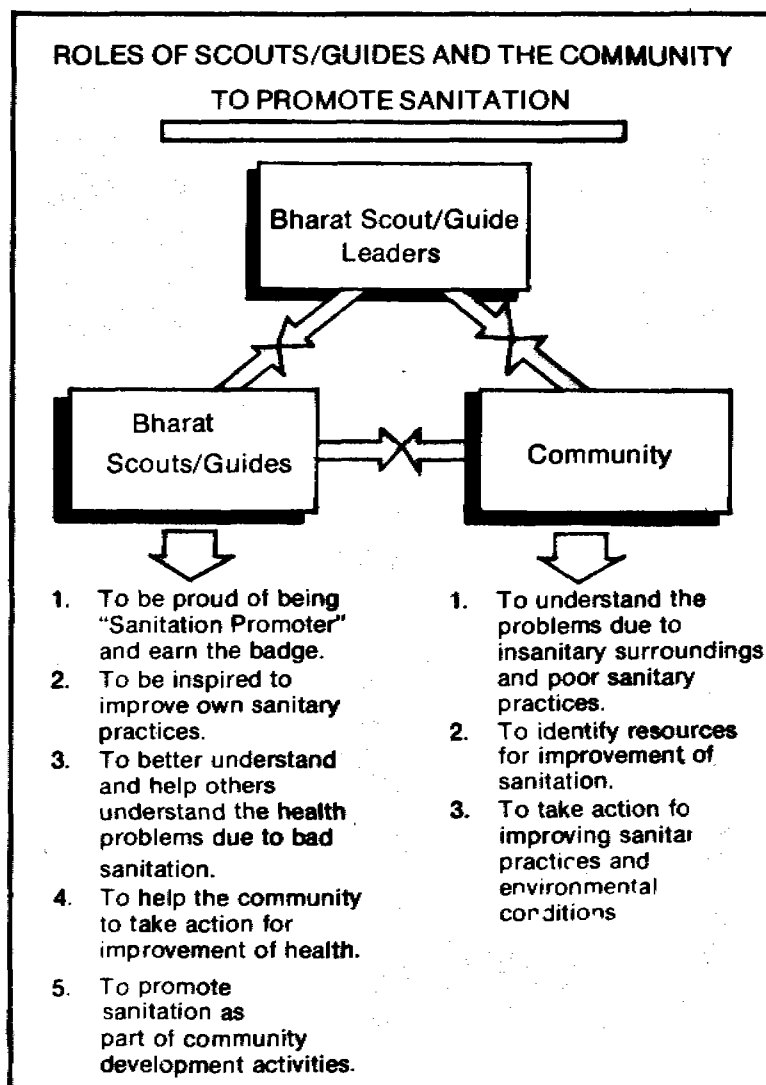 ROLES OF SCOUTS/GUIDES AND THE COMMUNITY
TO PROMOTE SANITATION
Bharat Scout/Guide
Leaders
Bharat
Scouts/Guides
Community
1. To be proud of being
"Sanitation Promoter"
and earn the badge.
2. To be inspired to
improve own sanitary
practices.
3. To better understand
and help others
understand the health
problems due to bad
sanitation.
4. To help the community
to take action for
improvement of health.
5. To promote
sanitation as
part of community
development activities.
1. To understand the
problems due to
insanitary surroundings
and poor sanitary
practices.
2. To identify resources
for improvement of
sanitation.
3. To take action fo
improving sanitar
practices and
environmental
conditions